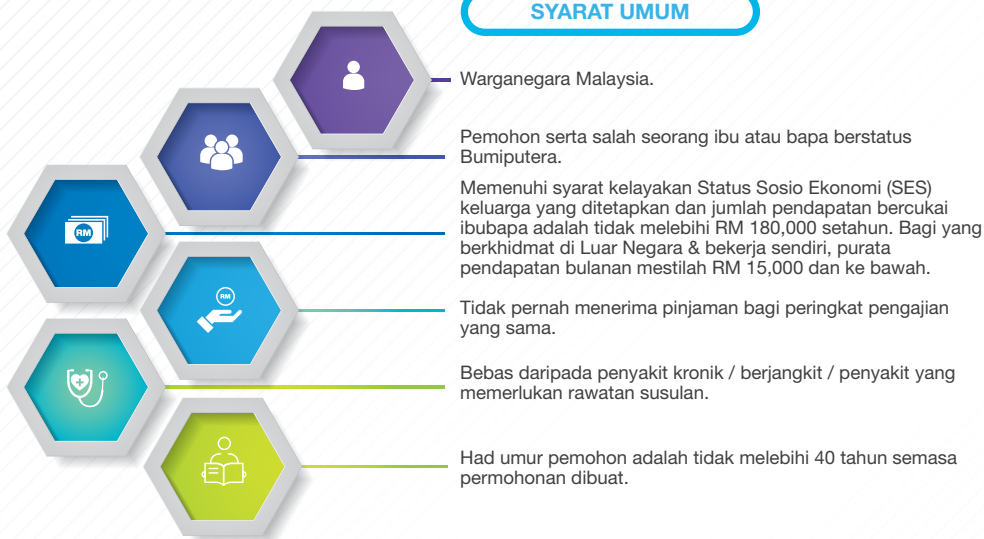 SYARAT UMUM
Warganegara Malaysia.
Pemohon serta salah seorang ibu atau bapa berstatus
Bumiputera.
Memenuhi syarat kelayakan Status Sosio Ekonomi (SES)
keluarga yang ditetapkan dan jumlah pendapatan bercukai
ibubapa adalah tidak melebihi RM 180,000 setahun. Bagi yang
berkhidmat di Luar Negara & bekerja sendiri, purata
pendapatan bulanan mestilah RM 15,000 dan ke bawah.
RM
Tidak pernah menerima pinjaman bagi peringkat pengajian
yang sama.
RM
Bebas daripada penyakit kronik / berjangkit / penyakit yang
memerlukan rawatan susulan.
Had umur pemohon adalah tidak melebihi 40 tahun semasa
permohonan dibuat.